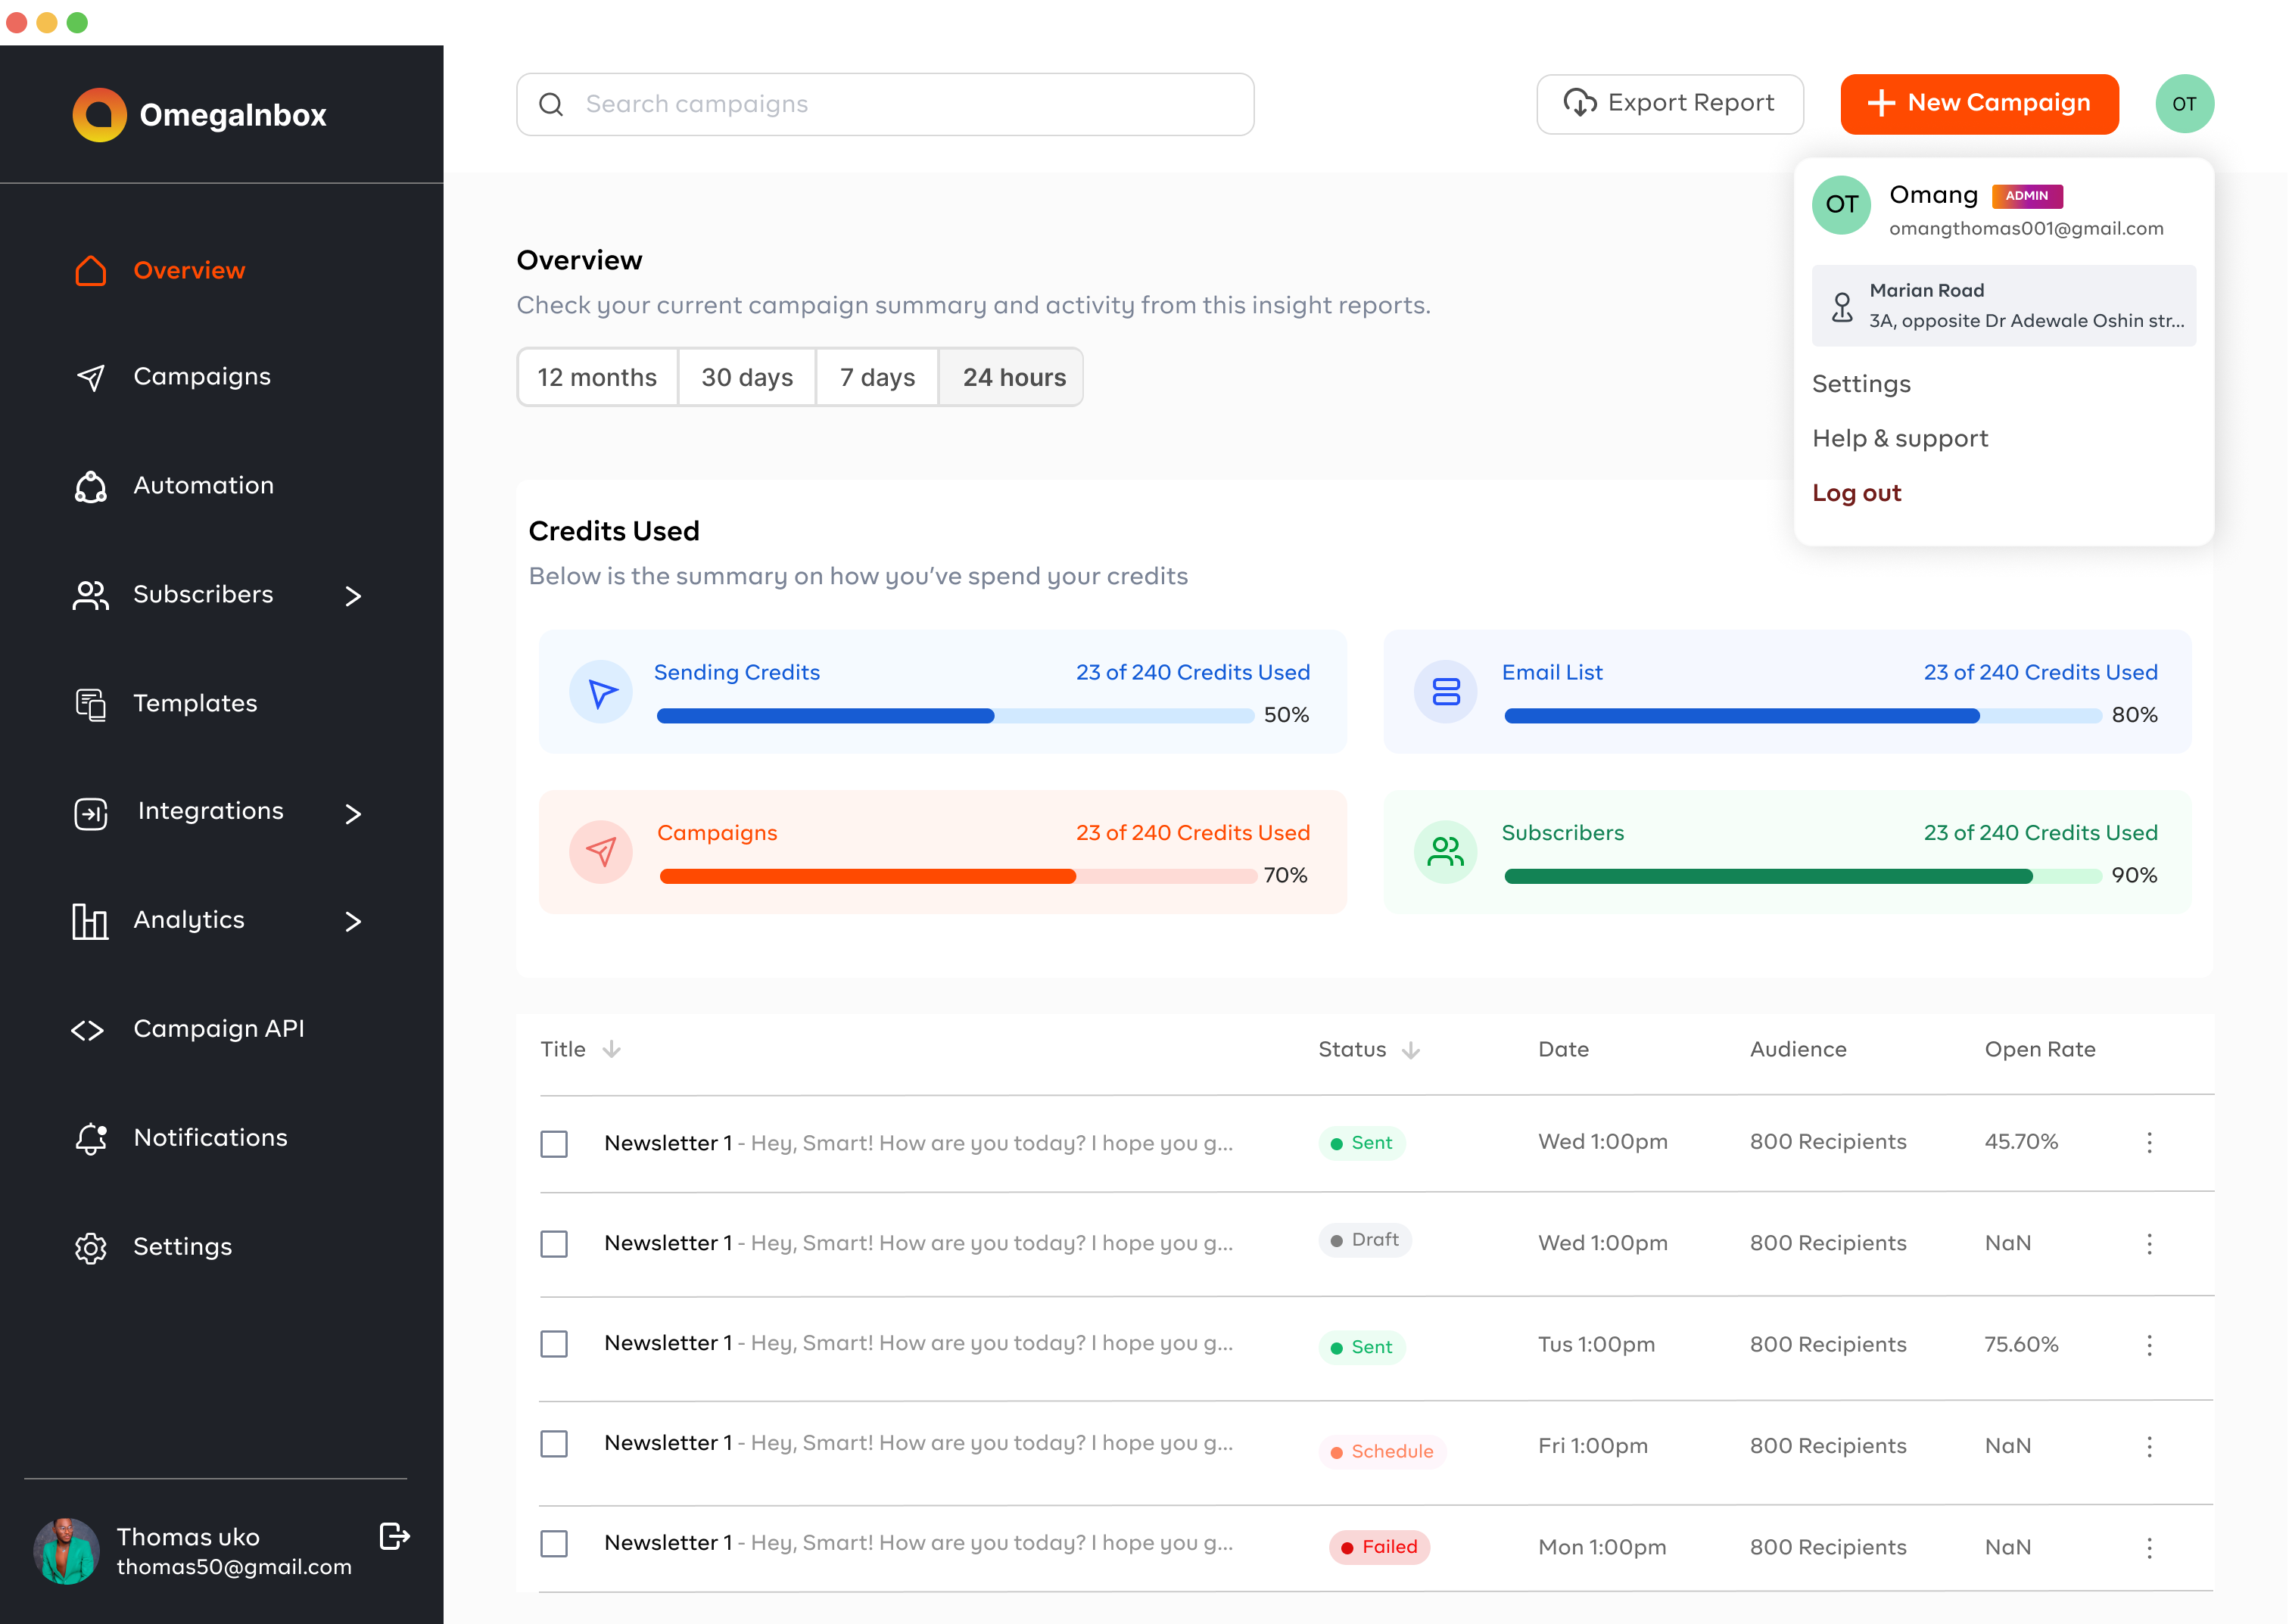 OmegaInbox
Overview
Campaigns
Automation
Subscribers
Templates
Integrations
Analytics
Campaign API
Notifications
Settings
Thomas uko
thomas50@gmail.com
Search campaigns
Export Report
New Campaign
OT
OT
Omang
ADMIN
omangthomas001@gmail.com
Marian Road
3A, opposite Dr Adewale Oshin str...
Settings
Help & support
Log out
Overview
Check your current campaign summary and activity from this insight reports.
12 months 30 days 7 days 24 hours
Credits Used
Below is the summary on how you’ve spend your credits
Sending Credits 23 of 240 Credits Used
50%
Email List 23 of 240 Credits Used
80%
Campaigns 23 of 240 Credits Used
70%
Subscribers 23 of 240 Credits Used
90%
Title Status Date Audience Open Rate
Newsletter 1 - Hey, Smart! How are you today? I hope you g... Sent Wed 1:00pm 800 Recipients 45.70%
Newsletter 1 - Hey, Smart! How are you today? I hope you g... Draft Wed 1:00pm 800 Recipients NaN
Newsletter 1 - Hey, Smart! How are you today? I hope you g... Sent Tus 1:00pm 800 Recipients 75.60%
Newsletter 1 - Hey, Smart! How are you today? I hope you g... Schedule Fri 1:00pm 800 Recipients NaN
Newsletter 1 - Hey, Smart! How are you today? I hope you g... Failed Mon 1:00pm 800 Recipients NaN